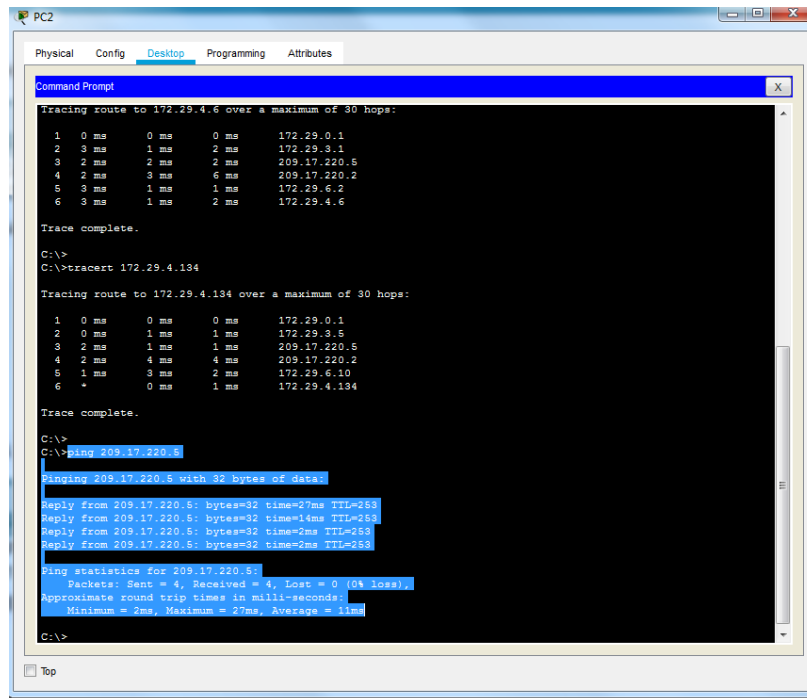 PC2
Physical Config Desktop Programming Attributes
Command Prompt X
Tracing route to 172.29.4.6 over a maximum of 30 hops:
1 0 ms 0 ms 0 ms 172.29.0.1
2 3 ms 1 ms 2 ms 172.29.3.1
3 2 ms 2 ms 2 ms 209.17.220.5
4 2 ms 3 ms 6 ms 209.17.220.2
5 3 ms 1 ms 1 ms 172.29.6.2
6 3 ms 1 ms 2 ms 172.29.4.6
Trace complete.
C:\>
C:\>tracert 172.29.4.134
Tracing route to 172.29.4.134 over a maximum of 30 hops:
1 0 ms 0 ms 0 ms 172.29.0.1
2 0 ms 1 ms 1 ms 172.29.3.5
3 2 ms 1 ms 1 ms 209.17.220.5
4 2 ms 4 ms 4 ms 209.17.220.2
5 1 ms 3 ms 2 ms 172.29.6.10
6 * 0 ms 1 ms 172.29.4.134
Trace complete.
C:\>
C:\>ping 209.17.220.5
Pinging 209.17.220.5 with 32 bytes of data:
Reply from 209.17.220.5: bytes=32 time=27ms TTL=253
Reply from 209.17.220.5: bytes=32 time=14ms TTL=253
Reply from 209.17.220.5: bytes=32 time=2ms TTL=253
Reply from 209.17.220.5: bytes=32 time=2ms TTL=253
Ping statistics for 209.17.220.5:
Packets: Sent = 4, Received = 4, Lost = 0 (0% loss),
Approximate round trip times in milli-seconds:
Minimum = 2ms, Maximum = 27ms, Average = 11ms
C:\>
Top